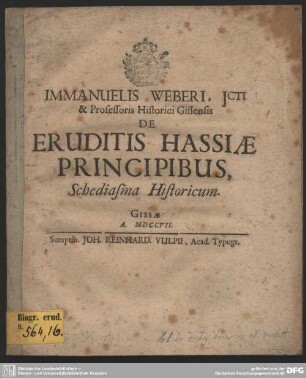 IMMANUELIS WEBERI, JCTI
& Professoris Historici Gissensis
DE
ERUDITIS HASSIÆ
PRINCIPIBUS,
Schediasma Historicum.
GISSÆ
A. MDCCVII.
Sumptib. JOH. REINHARD. VULPII, Acad. Typogr.
Biogr. erud.
564,16.
DFG